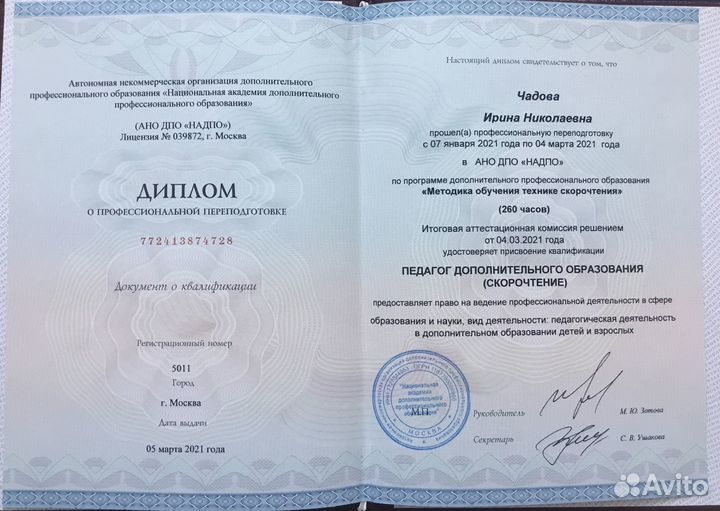 Автономная некоммерческая организация дополнительного
профессионального образования «Национальная академия дополнительного
профессионального образования»
(АНО ДПО «НАДПО»)
Лицензия № 039872, г. Москва
ДИПЛОМ
О ПРОФЕССИОНАЛЬНОЙ ПЕРЕПОДГОТОВКЕ
772413874728
Документ о квалификации
Регистрационный номер
5011
Город
г. Москва
Дата выдачи
05 марта 2021 года
Настоящий диплом свидетельствует о том, что
Чадова
Ирина Николаевна
прошел(а) профессиональную переподготовку
с 07 января 2021 года по 04 марта 2021 года
в АНО ДПО «НАДПО»
по программе дополнительного профессионального образования
«Методика обучения технике скорочтения»
(260 часов)
Итоговая аттестационная комиссия решением
от 04.03.2021 года
удостоверяет присвоение квалификации
ПЕДАГОГ ДОПОЛНИТЕЛЬНОГО ОБРАЗОВАНИЯ
(СКОРОЧТЕНИЕ)
предоставляет право на ведение профессиональной деятельности в сфере
образования и науки, вид деятельности: педагогическая деятельность
в дополнительном образовании детей и взрослых
"Национальная
академия
дополнительного
профессионального
образования"
М.П.
МОСКВА
Руководитель
М. Ю. Зотова
Секретарь
С. В. Ушакова
Avito